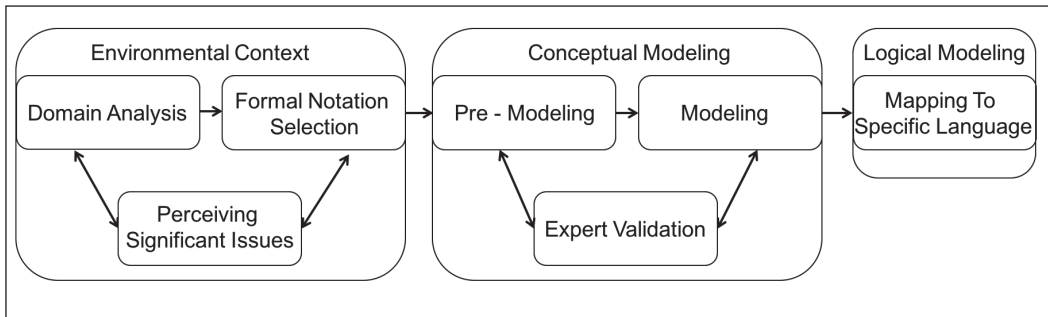 Environmental Context
Domain Analysis
Formal Notation
Selection
Perceiving
Significant Issues
Conceptual Modeling
Pre - Modeling
Modeling
Expert Validation
Logical Modeling
Mapping To
Specific Language